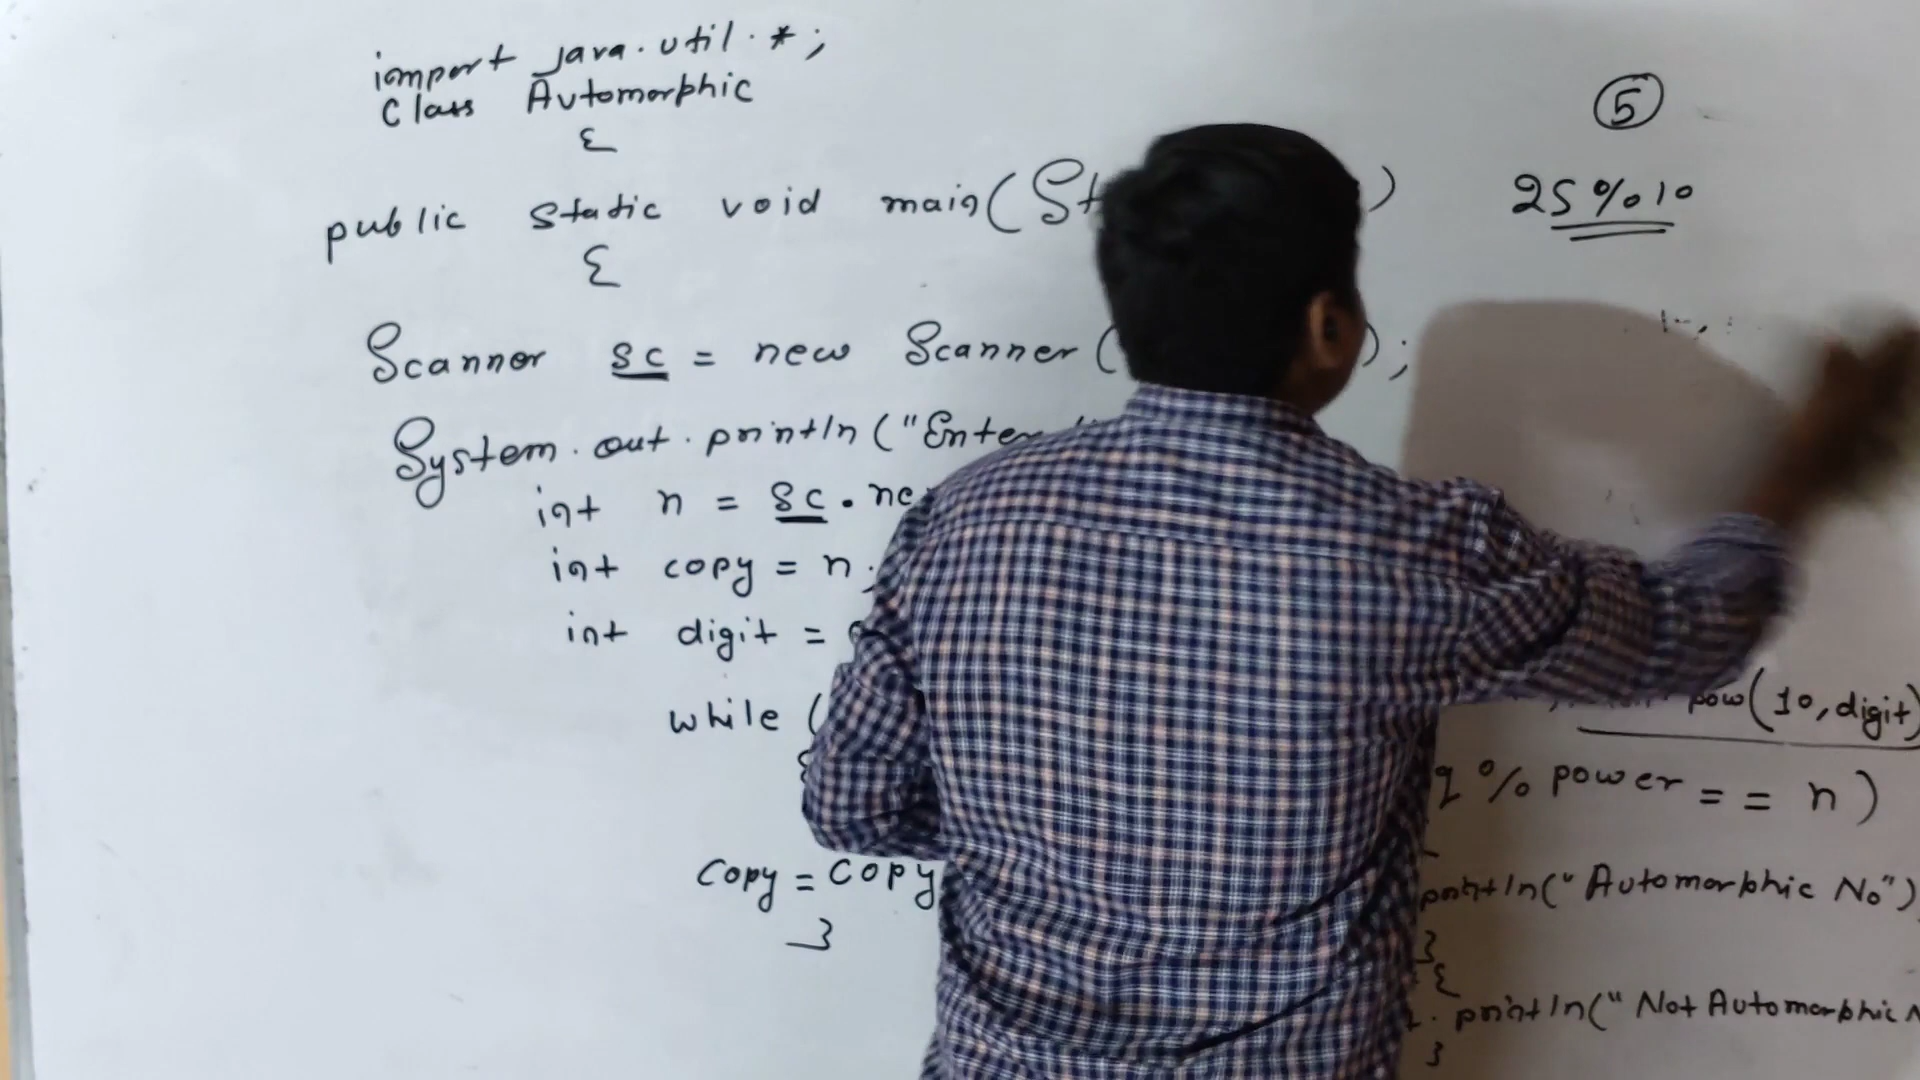 import java.util.*;
Class Automorphic
{
public static void main(St )
{
Scanner sc = new Scanner( );
System.out.println("Enter
int n = sc.ne
int copy = n;
int digit =
while (
{
copy = copy
}
5
25%10
pow(10,digit)
q % power == n)
println("Automorphic No")
}
{
println("Not Automorphic N
}